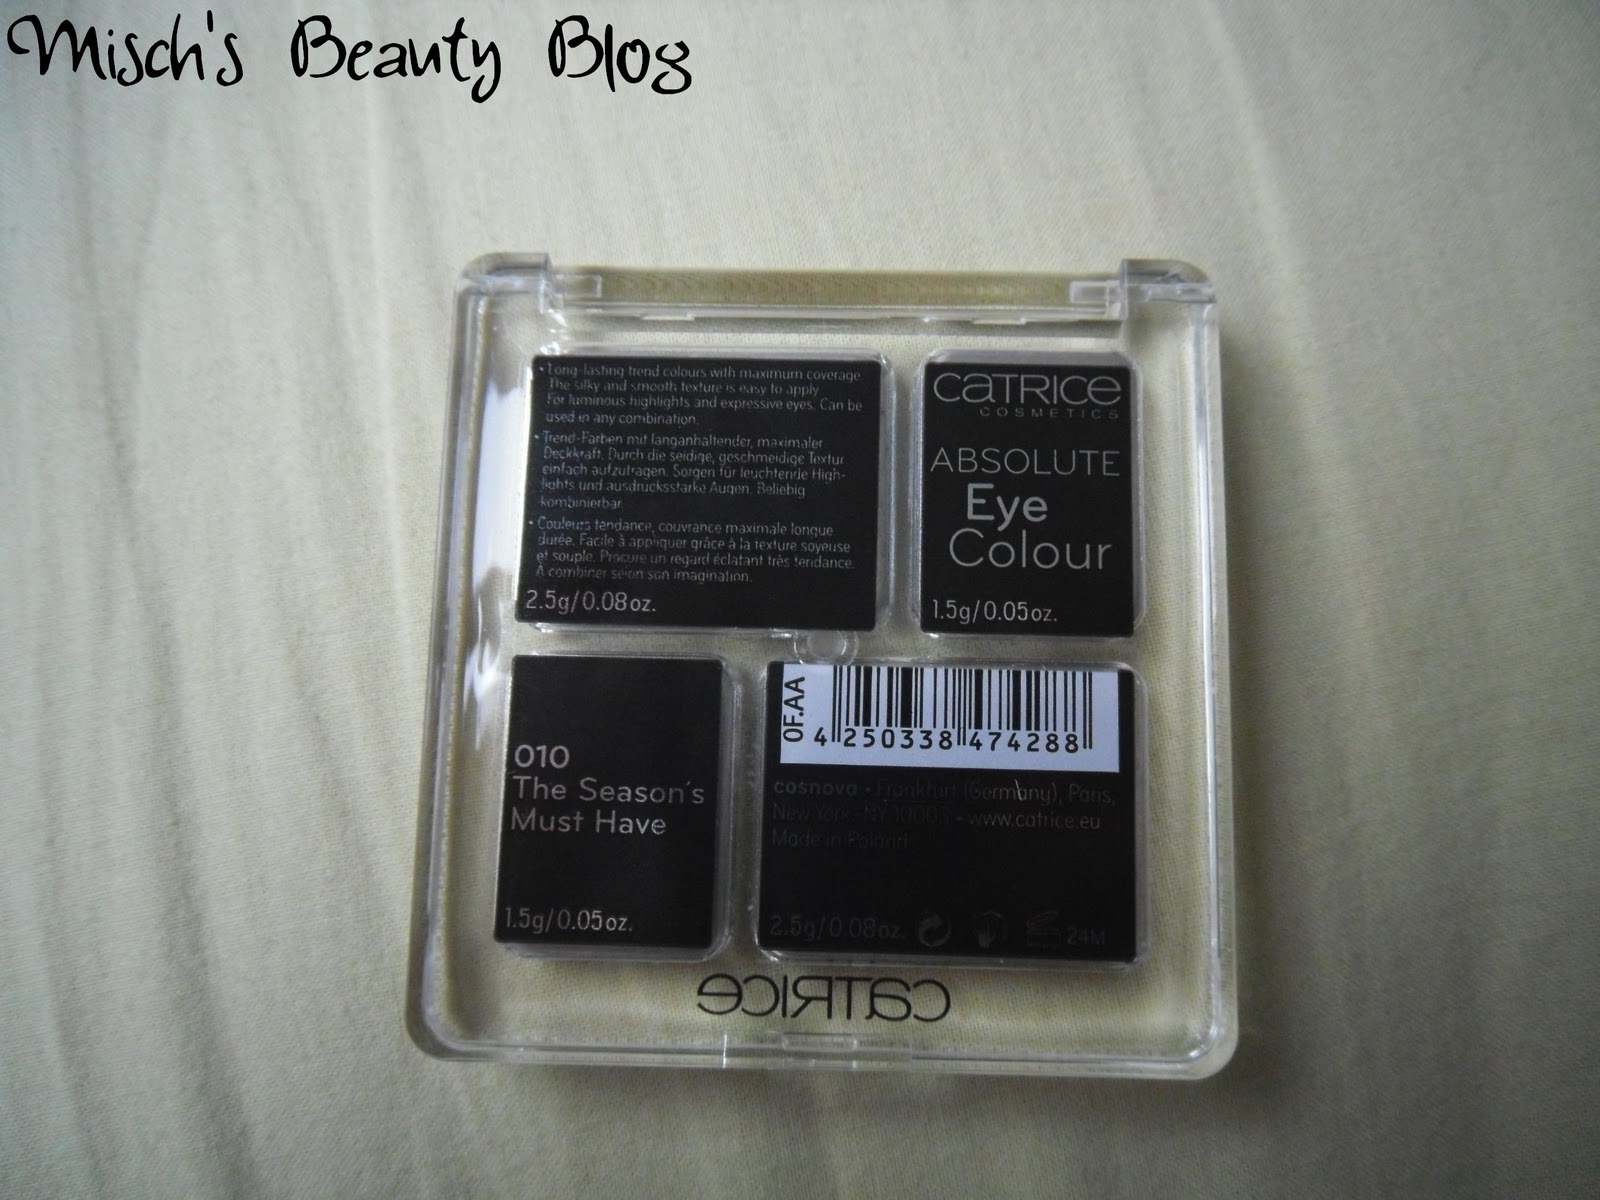 Misch's Beauty Blog
• Long-lasting trend colours with maximum coverage.
The silky and smooth texture is easy to apply.
For luminous highlights and expressive eyes. Can be
used in any combination.
• Trend-Farben mit langanhaltender, maximaler
Deckkraft. Durch die seidige, geschmeidige Textur
einfach aufzutragen. Sorgen für leuchtende High-
lights und ausdrucksstarke Augen. Beliebig
kombinierbar.
• Couleurs tendance, couvrance maximale longue
durée. Facile à appliquer grâce à la texture soyeuse
et souple. Procure un regard éclatant très tendance.
À combiner selon son imagination.
2.5g/0.08oz.
CATRICE
COSMETICS
ABSOLUTE
Eye
Colour
1.5g/0.05oz.
010
The Season's
Must Have
1.5g/0.05oz.
0F.AA
4 250338 474288
cosnova • Frankfurt (Germany), Paris,
New York - NY 10003 • www.catrice.eu
Made in Poland
2.5g/0.08oz. 24M
CATRICE